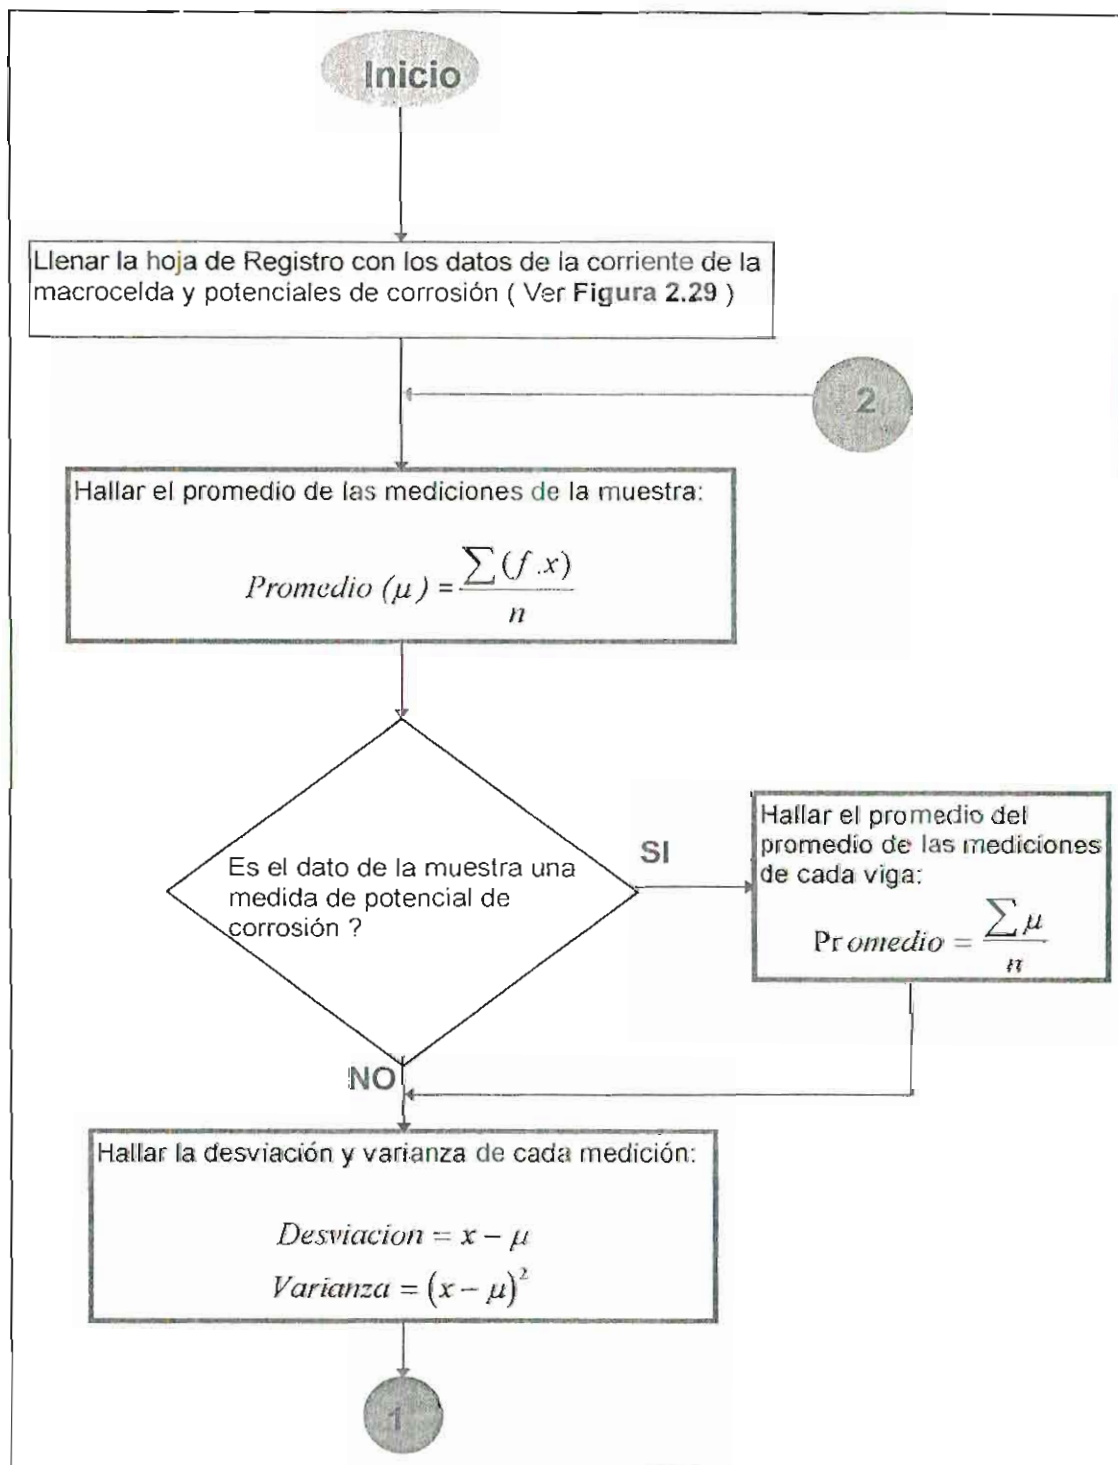 Inicio
Llenar la hoja de Registro con los datos de la corriente de la
macrocelda y potenciales de corrosión ( Ver Figura 2.29 )
2
Hallar el promedio de las mediciones de la muestra:
Promedio (μ) = ∑(f.x) / n
Es el dato de la muestra una
medida de potencial de
corrosión ?
SI
Hallar el promedio del
promedio de las mediciones
de cada viga:
Promedio = ∑μ / n
NO
Hallar la desviación y varianza de cada medición:
Desviacion = x − μ
Varianza = (x − μ)²
1